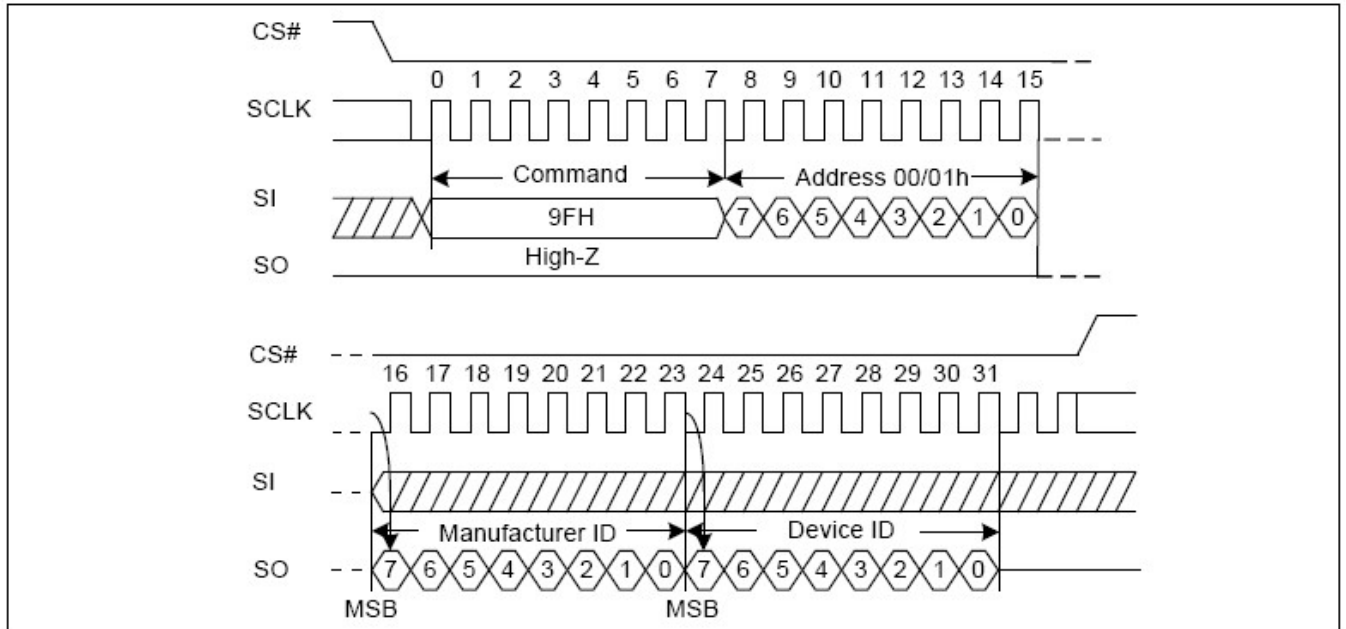 CS#
0 1 2 3 4 5 6 7 8 9 10 11 12 13 14 15
SCLK
Command Address 00/01h
SI
9FH 7 6 5 4 3 2 1 0
High-Z
SO
CS#
16 17 18 19 20 21 22 23 24 25 26 27 28 29 30 31
SCLK
SI
Manufacturer ID Device ID
SO 7 6 5 4 3 2 1 0 7 6 5 4 3 2 1 0
MSB MSB